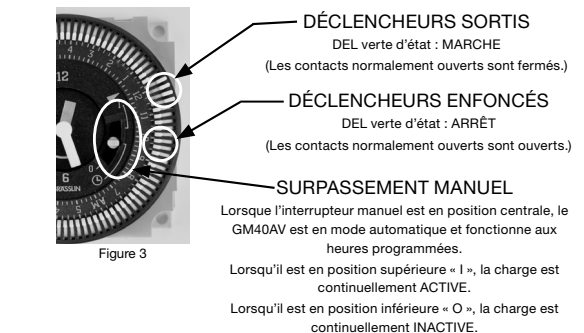 DÉCLENCHEURS SORTIS
DEL verte d'état : MARCHE
(Les contacts normalement ouverts sont fermés.)
DÉCLENCHEURS ENFONCÉS
DEL verte d'état : ARRÊT
(Les contacts normalement ouverts sont ouverts.)
SURPASSEMENT MANUEL
Lorsque l'interrupteur manuel est en position centrale, le
GM40AV est en mode automatique et fonctionne aux
heures programmées.
Lorsqu'il est en position supérieure « I », la charge est
continuellement ACTIVE.
Lorsqu'il est en position inférieure « O », la charge est
continuellement INACTIVE.
12
6
GRÄSSLIN
AM
Figure 3